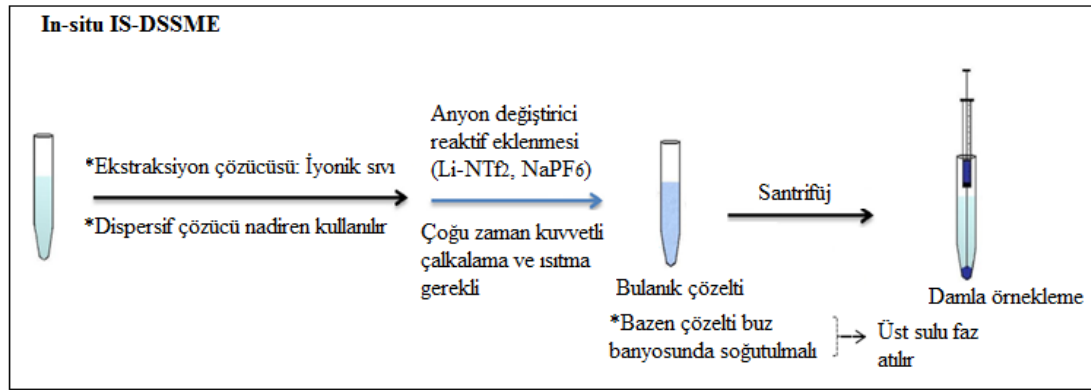 In-situ IS-DSSME
*Ekstraksiyon çözücüsü: İyonik sıvı
*Dispersif çözücü nadiren kullanılır
Anyon değiştirici
reaktif eklenmesi
(Li-NTf2, NaPF6)
Çoğu zaman kuvvetli
çalkalama ve ısıtma
gerekli
Bulanık çözelti
*Bazen çözelti buz
banyosunda soğutulmalı
Santrifüj
Damla örnekleme
Üst sulu faz
atılır